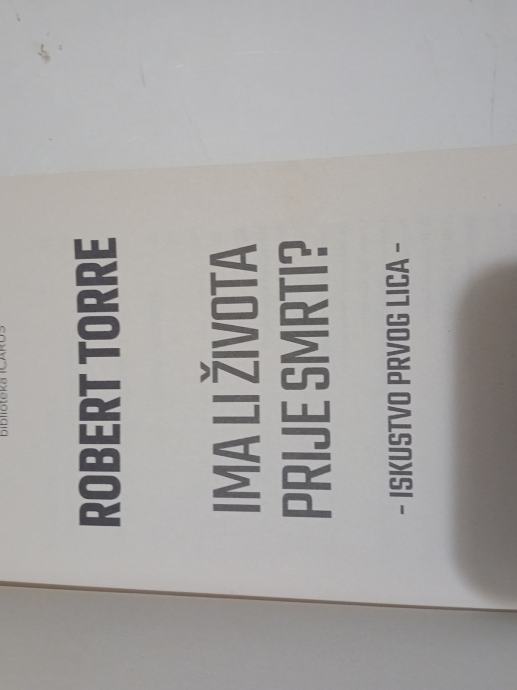 biblioteka ICARUS
ROBERT TORRE
IMA LI ŽIVOTA
PRIJE SMRTI?
- ISKUSTVO PRVOG LICA -